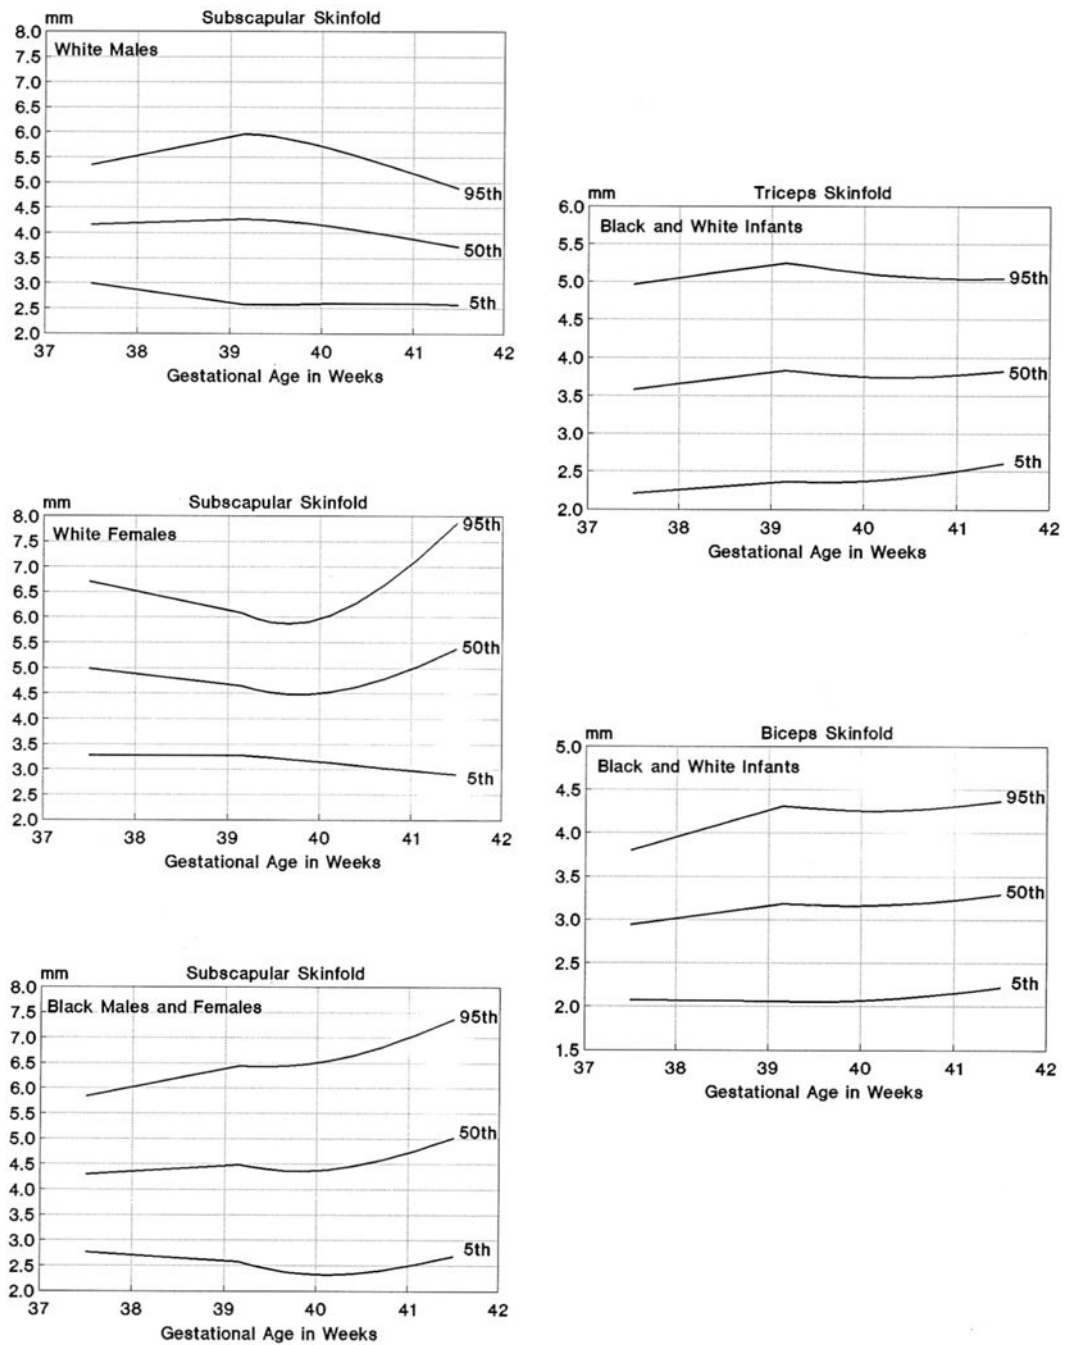 mm Subscapular Skinfold
8.0
White Males
7.5
7.0
6.5
6.0
5.5
5.0
4.5
4.0
3.5
3.0
2.5
2.0
95th
50th
5th
37 38 39 40 41 42
Gestational Age in Weeks
mm Subscapular Skinfold
8.0
White Females
7.5
7.0
6.5
6.0
5.5
5.0
4.5
4.0
3.5
3.0
2.5
2.0
95th
50th
5th
37 38 39 40 41 42
Gestational Age in Weeks
mm Subscapular Skinfold
8.0
Black Males and Females
7.5
7.0
6.5
6.0
5.5
5.0
4.5
4.0
3.5
3.0
2.5
2.0
95th
50th
5th
37 38 39 40 41 42
Gestational Age in Weeks
mm Triceps Skinfold
6.0
Black and White Infants
5.5
5.0
4.5
4.0
3.5
3.0
2.5
2.0
95th
50th
5th
37 38 39 40 41 42
Gestational Age in Weeks
mm Biceps Skinfold
5.0
Black and White Infants
4.5
4.0
3.5
3.0
2.5
2.0
1.5
95th
50th
5th
37 38 39 40 41 42
Gestational Age in Weeks